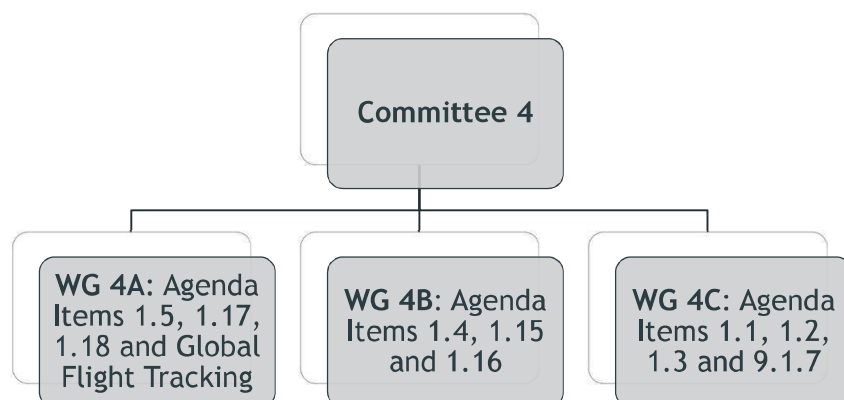 Committee 4
WG 4A: Agenda
Items 1.5, 1.17,
1.18 and Global
Flight Tracking
WG 4B: Agenda
Items 1.4, 1.15
and 1.16
WG 4C: Agenda
Items 1.1, 1.2,
1.3 and 9.1.7